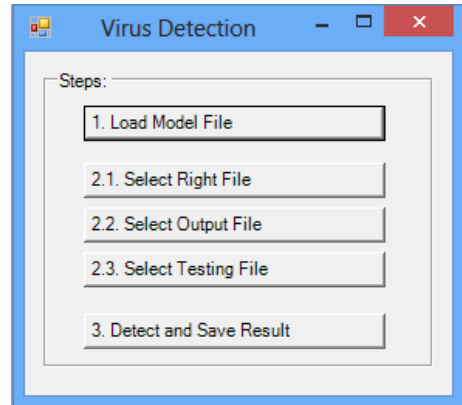 Virus Detection
Steps:
1. Load Model File
2.1. Select Right File
2.2. Select Output File
2.3. Select Testing File
3. Detect and Save Result